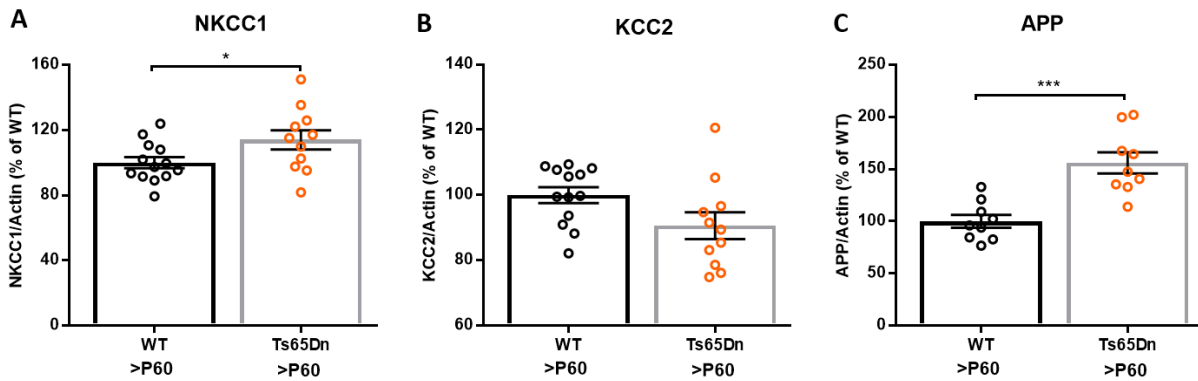 A
NKCC1
NKCC1/Actin (% of WT)
160
120
80
40
0
*
WT
>P60
Ts65Dn
>P60
B
KCC2
KCC2/Actin (% of WT)
140
120
100
80
60
WT
>P60
Ts65Dn
>P60
C
APP
APP/Actin (% of WT)
250
200
150
100
50
0
***
WT
>P60
Ts65Dn
>P60